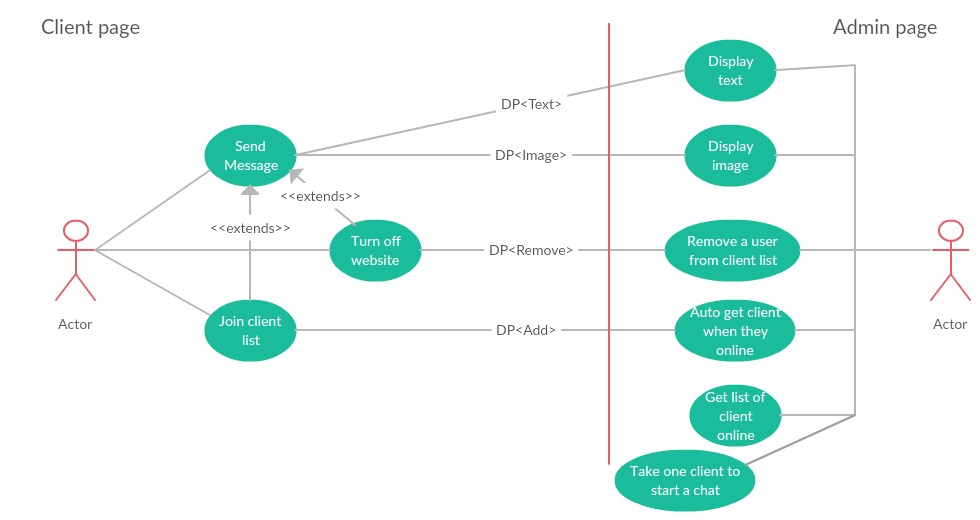 Client page
Admin page
Display
text
DP<Text>
Send
Message
DP<Image>
Display
image
<<extends>>
<<extends>>
Turn off
website
DP<Remove>
Remove a user
from client list
Actor
Actor
Join client
list
DP<Add>
Auto get client
when they
online
Get list of
client
online
Take one client to
start a chat